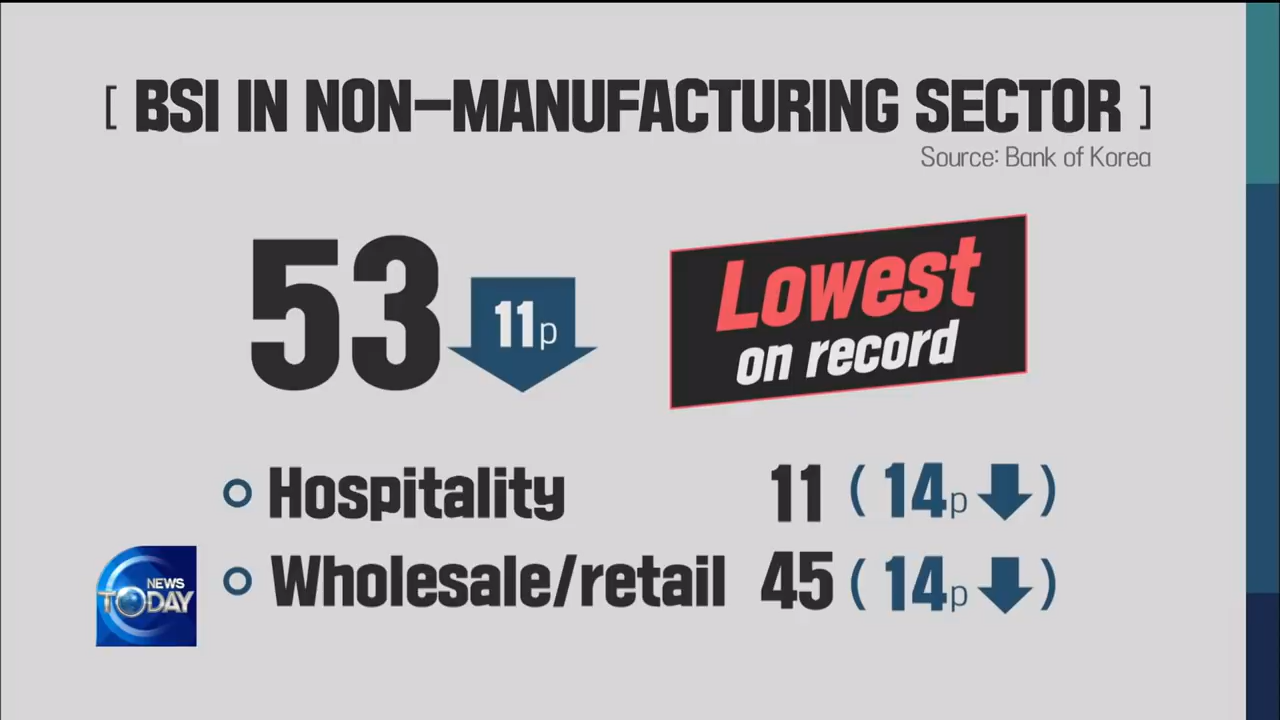 [ BSI IN NON-MANUFACTURING SECTOR ]
Source: Bank of Korea
53 11p
Lowest
on record
Hospitality 11 ( 14p )
Wholesale/retail 45 ( 14p )
NEWS
TODAY